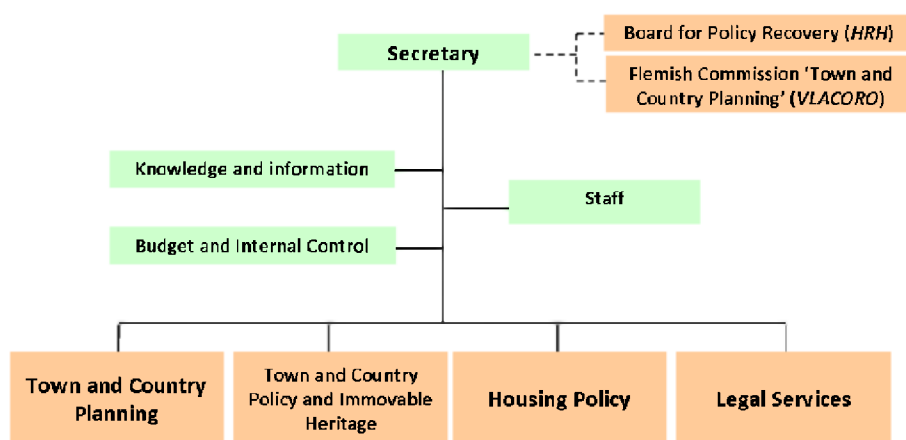 Secretary
Board for Policy Recovery (HRH)
Flemish Commission ‘Town and
Country Planning’ (VLACORO)
Knowledge and information
Staff
Budget and Internal Control
Town and Country
Planning
Town and Country
Policy and Immovable
Heritage
Housing Policy
Legal Services